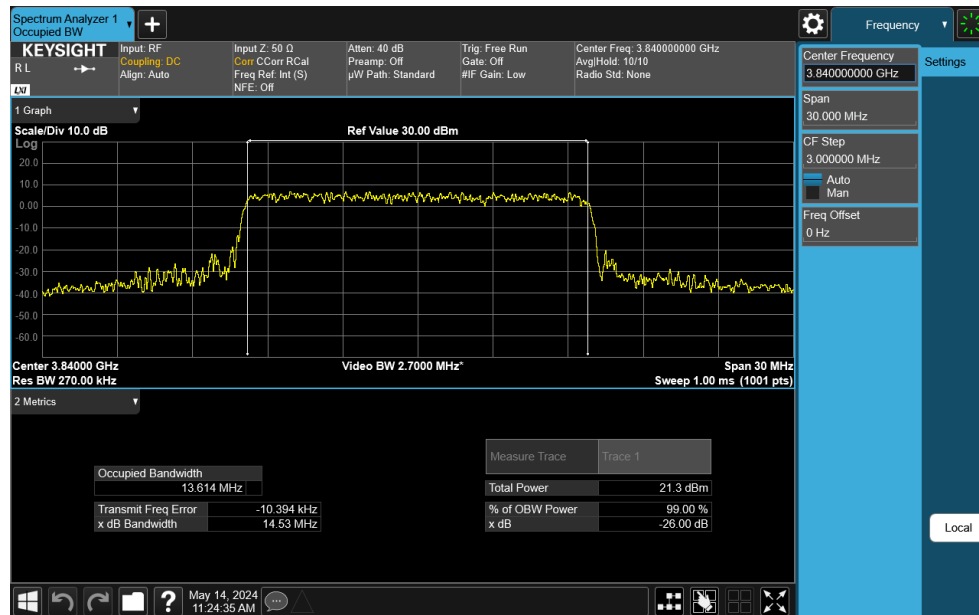 Spectrum Analyzer 1
Occupied BW
Frequency
KEYSIGHT
R L
LXI
Input: RF
Coupling: DC
Align: Auto
Input Z: 50 Ω
Corr CCorr RCal
Freq Ref: Int (S)
NFE: Off
Atten: 40 dB
Preamp: Off
µW Path: Standard
Trig: Free Run
Gate: Off
#IF Gain: Low
Center Freq: 3.840000000 GHz
Avg|Hold: 10/10
Radio Std: None
Center Frequency
3.840000000 GHz
Settings
Span
30.000 MHz
CF Step
3.000000 MHz
Auto
Man
Freq Offset
0 Hz
Local
1 Graph
Scale/Div 10.0 dB
Ref Value 30.00 dBm
Log
20.0
10.0
0.00
-10.0
-20.0
-30.0
-40.0
-50.0
-60.0
Center 3.84000 GHz
Video BW 2.7000 MHz*
Span 30 MHz
Res BW 270.00 kHz
Sweep 1.00 ms (1001 pts)
2 Metrics
Measure Trace
Trace 1
Occupied Bandwidth
13.614 MHz
Total Power
21.3 dBm
Transmit Freq Error
-10.394 kHz
% of OBW Power
99.00 %
x dB Bandwidth
14.53 MHz
x dB
-26.00 dB
?
May 14, 2024
11:24:35 AM